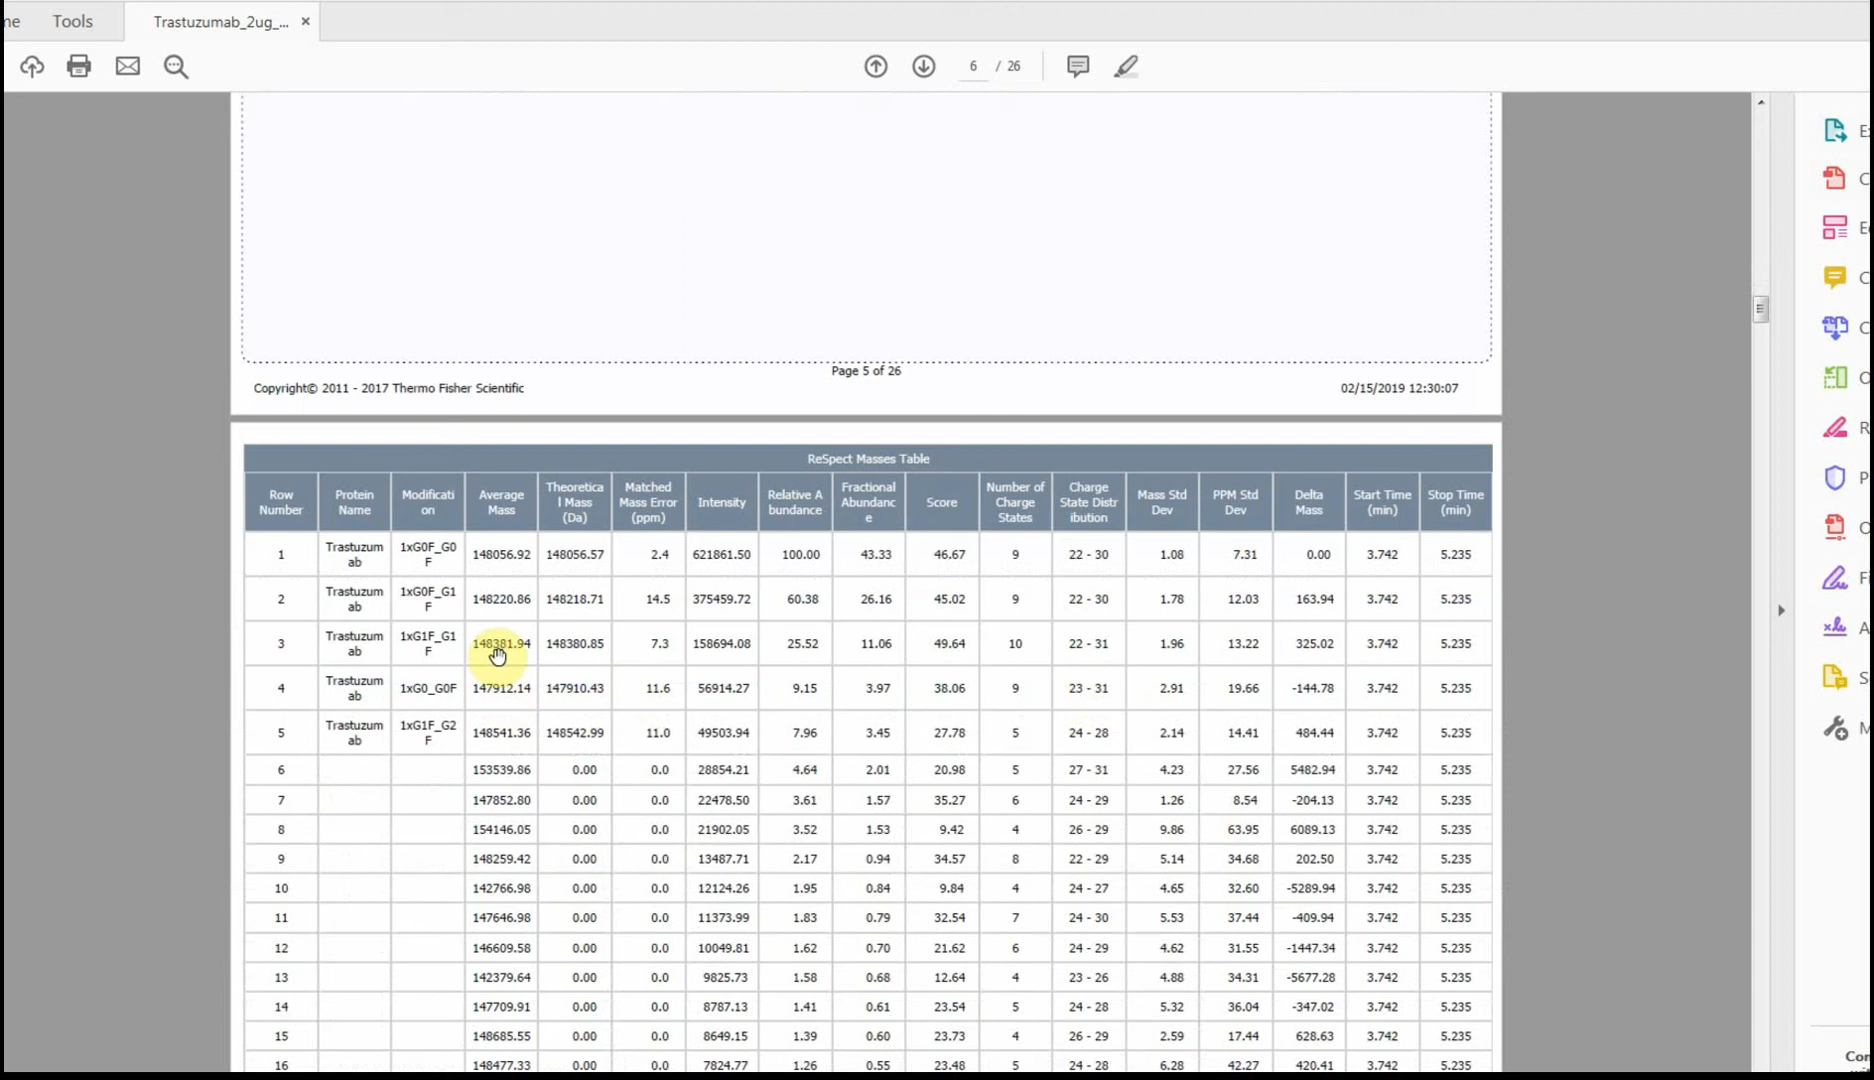 me Tools Trastuzumab_2ug_... ×
6 / 26
Page 5 of 26
Copyright© 2011 - 2017 Thermo Fisher Scientific 02/15/2019 12:30:07
ReSpect Masses Table
Row Number Protein Name Modificati on Average Mass Theoretica l Mass (Da) Matched Mass Error (ppm) Intensity Relative A bundance Fractional Abundanc e Score Number of Charge States Charge State Distr ibution Mass Std Dev PPM Std Dev Delta Mass Start Time (min) Stop Time (min)
1 Trastuzum ab 1xG0F_G0 F 148056.92 148056.57 2.4 621861.50 100.00 43.33 46.67 9 22 - 30 1.08 7.31 0.00 3.742 5.235
2 Trastuzum ab 1xG0F_G1 F 148220.86 148218.71 14.5 375459.72 60.38 26.16 45.02 9 22 - 30 1.78 12.03 163.94 3.742 5.235
3 Trastuzum ab 1xG1F_G1 F 148381.94 148380.85 7.3 158694.08 25.52 11.06 49.64 10 22 - 31 1.96 13.22 325.02 3.742 5.235
4 Trastuzum ab 1xG0_G0F 147912.14 147910.43 11.6 56914.27 9.15 3.97 38.06 9 23 - 31 2.91 19.66 -144.78 3.742 5.235
5 Trastuzum ab 1xG1F_G2 F 148541.36 148542.99 11.0 49503.94 7.96 3.45 27.78 5 24 - 28 2.14 14.41 484.44 3.742 5.235
6 153539.86 0.00 0.0 28854.21 4.64 2.01 20.98 5 27 - 31 4.23 27.56 5482.94 3.742 5.235
7 147852.80 0.00 0.0 22478.50 3.61 1.57 35.27 6 24 - 29 1.26 8.54 -204.13 3.742 5.235
8 154146.05 0.00 0.0 21902.05 3.52 1.53 9.42 4 26 - 29 9.86 63.95 6089.13 3.742 5.235
9 148259.42 0.00 0.0 13487.71 2.17 0.94 34.57 8 22 - 29 5.14 34.68 202.50 3.742 5.235
10 142766.98 0.00 0.0 12124.26 1.95 0.84 9.84 4 24 - 27 4.65 32.60 -5289.94 3.742 5.235
11 147646.98 0.00 0.0 11373.99 1.83 0.79 32.54 7 24 - 30 5.53 37.44 -409.94 3.742 5.235
12 146609.58 0.00 0.0 10049.81 1.62 0.70 21.62 6 24 - 29 4.62 31.55 -1447.34 3.742 5.235
13 142379.64 0.00 0.0 9825.73 1.58 0.68 12.64 4 23 - 26 4.88 34.31 -5677.28 3.742 5.235
14 147709.91 0.00 0.0 8787.13 1.41 0.61 23.54 5 24 - 28 5.32 36.04 -347.02 3.742 5.235
15 148685.55 0.00 0.0 8649.15 1.39 0.60 23.73 4 26 - 29 2.59 17.44 628.63 3.742 5.235
16 148477.33 0.00 0.0 7824.77 1.26 0.55 23.48 5 24 - 28 6.28 42.27 420.41 3.742 5.235